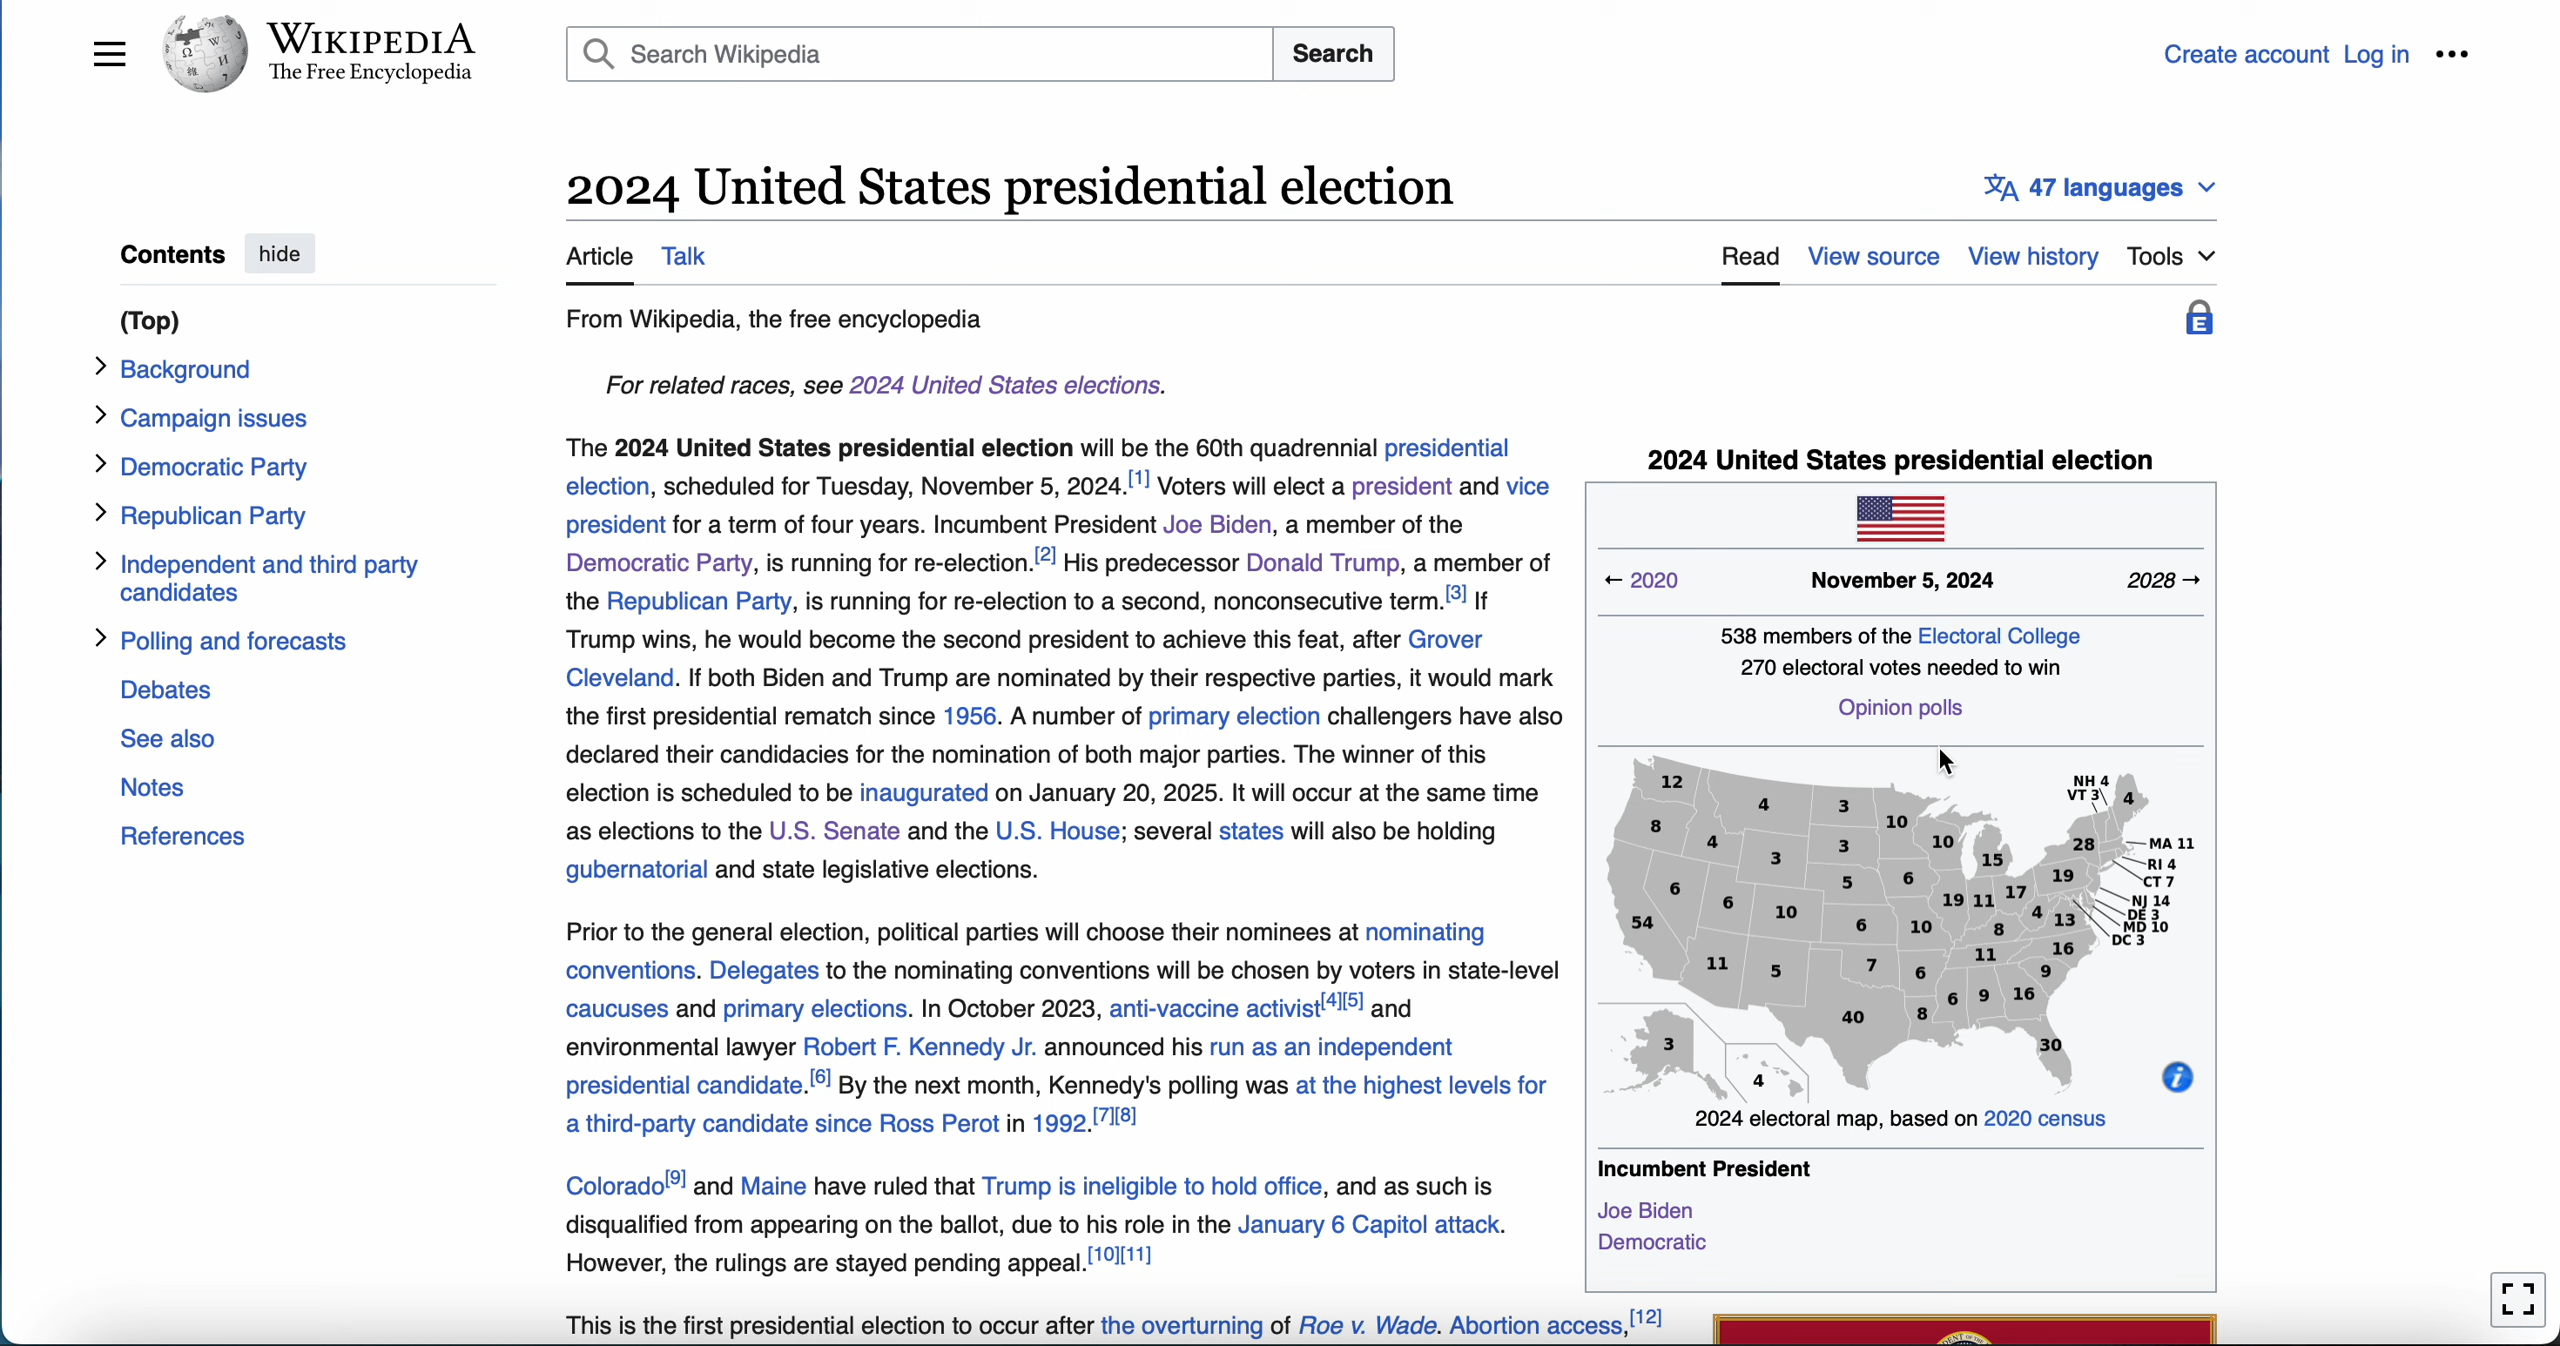 WIKIPEDIA
The Free Encyclopedia
Search Wikipedia
Search
Create account Log in
2024 United States presidential election
47 languages
Contents hide
(Top)
Background
Campaign issues
Democratic Party
Republican Party
Independent and third party
candidates
Polling and forecasts
Debates
See also
Notes
References
Article Talk
Read View source View history Tools
From Wikipedia, the free encyclopedia
E
For related races, see 2024 United States elections.
The 2024 United States presidential election will be the 60th quadrennial presidential
election, scheduled for Tuesday, November 5, 2024.[1] Voters will elect a president and vice
president for a term of four years. Incumbent President Joe Biden, a member of the
Democratic Party, is running for re-election.[2] His predecessor Donald Trump, a member of
the Republican Party, is running for re-election to a second, nonconsecutive term.[3] If
Trump wins, he would become the second president to achieve this feat, after Grover
Cleveland. If both Biden and Trump are nominated by their respective parties, it would mark
the first presidential rematch since 1956. A number of primary election challengers have also
declared their candidacies for the nomination of both major parties. The winner of this
election is scheduled to be inaugurated on January 20, 2025. It will occur at the same time
as elections to the U.S. Senate and the U.S. House; several states will also be holding
gubernatorial and state legislative elections.
Prior to the general election, political parties will choose their nominees at nominating
conventions. Delegates to the nominating conventions will be chosen by voters in state-level
caucuses and primary elections. In October 2023, anti-vaccine activist[4][5] and
environmental lawyer Robert F. Kennedy Jr. announced his run as an independent
presidential candidate.[6] By the next month, Kennedy's polling was at the highest levels for
a third-party candidate since Ross Perot in 1992.[7][8]
Colorado[9] and Maine have ruled that Trump is ineligible to hold office, and as such is
disqualified from appearing on the ballot, due to his role in the January 6 Capitol attack.
However, the rulings are stayed pending appeal.[10][11]
This is the first presidential election to occur after the overturning of Roe v. Wade. Abortion access,[12]
2024 United States presidential election
← 2020 November 5, 2024 2028 →
538 members of the Electoral College
270 electoral votes needed to win
Opinion polls
12 4 3 10 NH 4
VT 3 4
8 4 3 3 10 15 28 MA 11
RI 4
6 6 10 5 6 19 11 17 19 CT 7
54 6 10 8 4 13 NJ 14
DE 3
MD 10
DC 3
11 5 7 6 11 16
9
40 8 6 9 16
30
3 4
i
2024 electoral map, based on 2020 census
Incumbent President
Joe Biden
Democratic